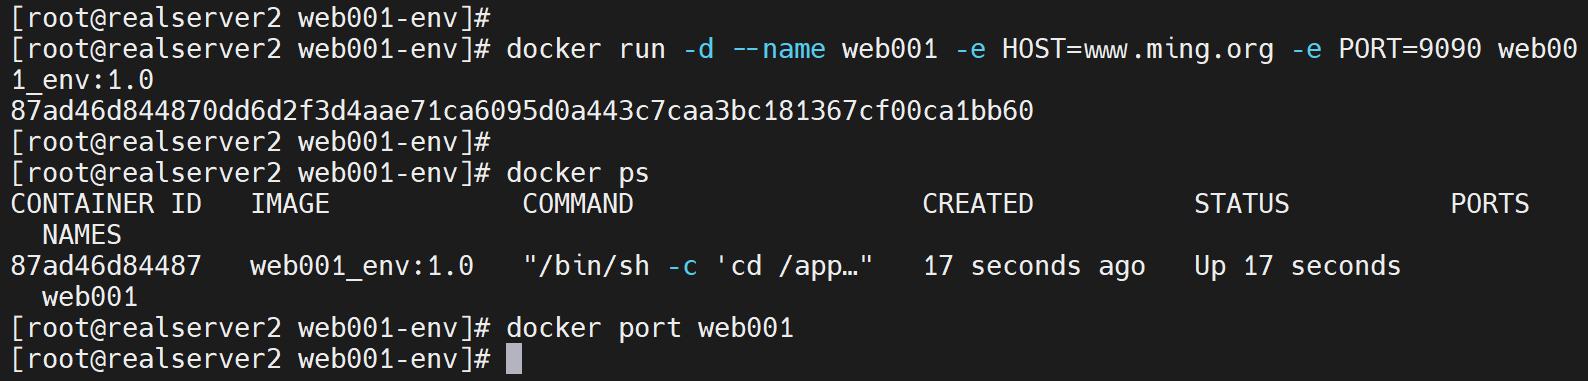 [root@realserver2 web001-env]#
[root@realserver2 web001-env]# docker run -d --name web001 -e HOST=www.ming.org -e PORT=9090 web00
1_env:1.0
87ad46d844870dd6d2f3d4aae71ca6095d0a443c7caa3bc181367cf00ca1bb60
[root@realserver2 web001-env]#
[root@realserver2 web001-env]# docker ps
CONTAINER ID   IMAGE            COMMAND                  CREATED          STATUS          PORTS
  NAMES
87ad46d84487   web001_env:1.0   "/bin/sh -c 'cd /app…"   17 seconds ago   Up 17 seconds
  web001
[root@realserver2 web001-env]# docker port web001
[root@realserver2 web001-env]#